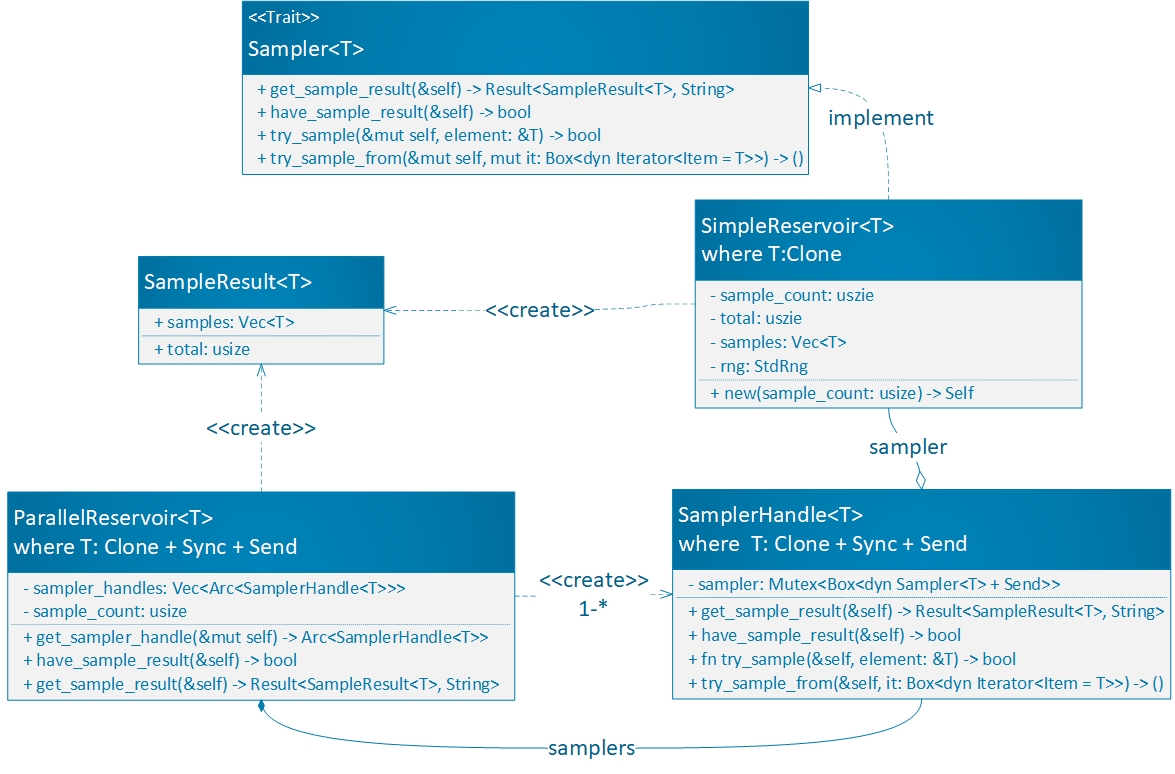 <<Trait>>
Sampler<T>
+ get_sample_result(&self) -> Result<SampleResult<T>, String>
+ have_sample_result(&self) -> bool
+ try_sample(&mut self, element: &T) -> bool
+ try_sample_from(&mut self, mut it: Box<dyn Iterator<Item = T>>) -> ()
implement
SimpleReservoir<T>
where T:Clone
- sample_count: uszie
- total: uszie
- samples: Vec<T>
- rng: StdRng
+ new(sample_count: usize) -> Self
SampleResult<T>
+ samples: Vec<T>
+ total: usize
<<create>>
<<create>>
sampler
ParallelReservoir<T>
where T: Clone + Sync + Send
- sampler_handles: Vec<Arc<SamplerHandle<T>>>
- sample_count: usize
+ get_sampler_handle(&mut self) -> Arc<SamplerHandle<T>>
+ have_sample_result(&self) -> bool
+ get_sample_result(&self) -> Result<SampleResult<T>, String>
<<create>>
1-*
SamplerHandle<T>
where  T: Clone + Sync + Send
- sampler: Mutex<Box<dyn Sampler<T> + Send>>
+ get_sample_result(&self) -> Result<SampleResult<T>, String>
+ have_sample_result(&self) -> bool
+ fn try_sample(&self, element: &T) -> bool
+ try_sample_from(&self, it: Box<dyn Iterator<Item = T>>) -> ()
samplers